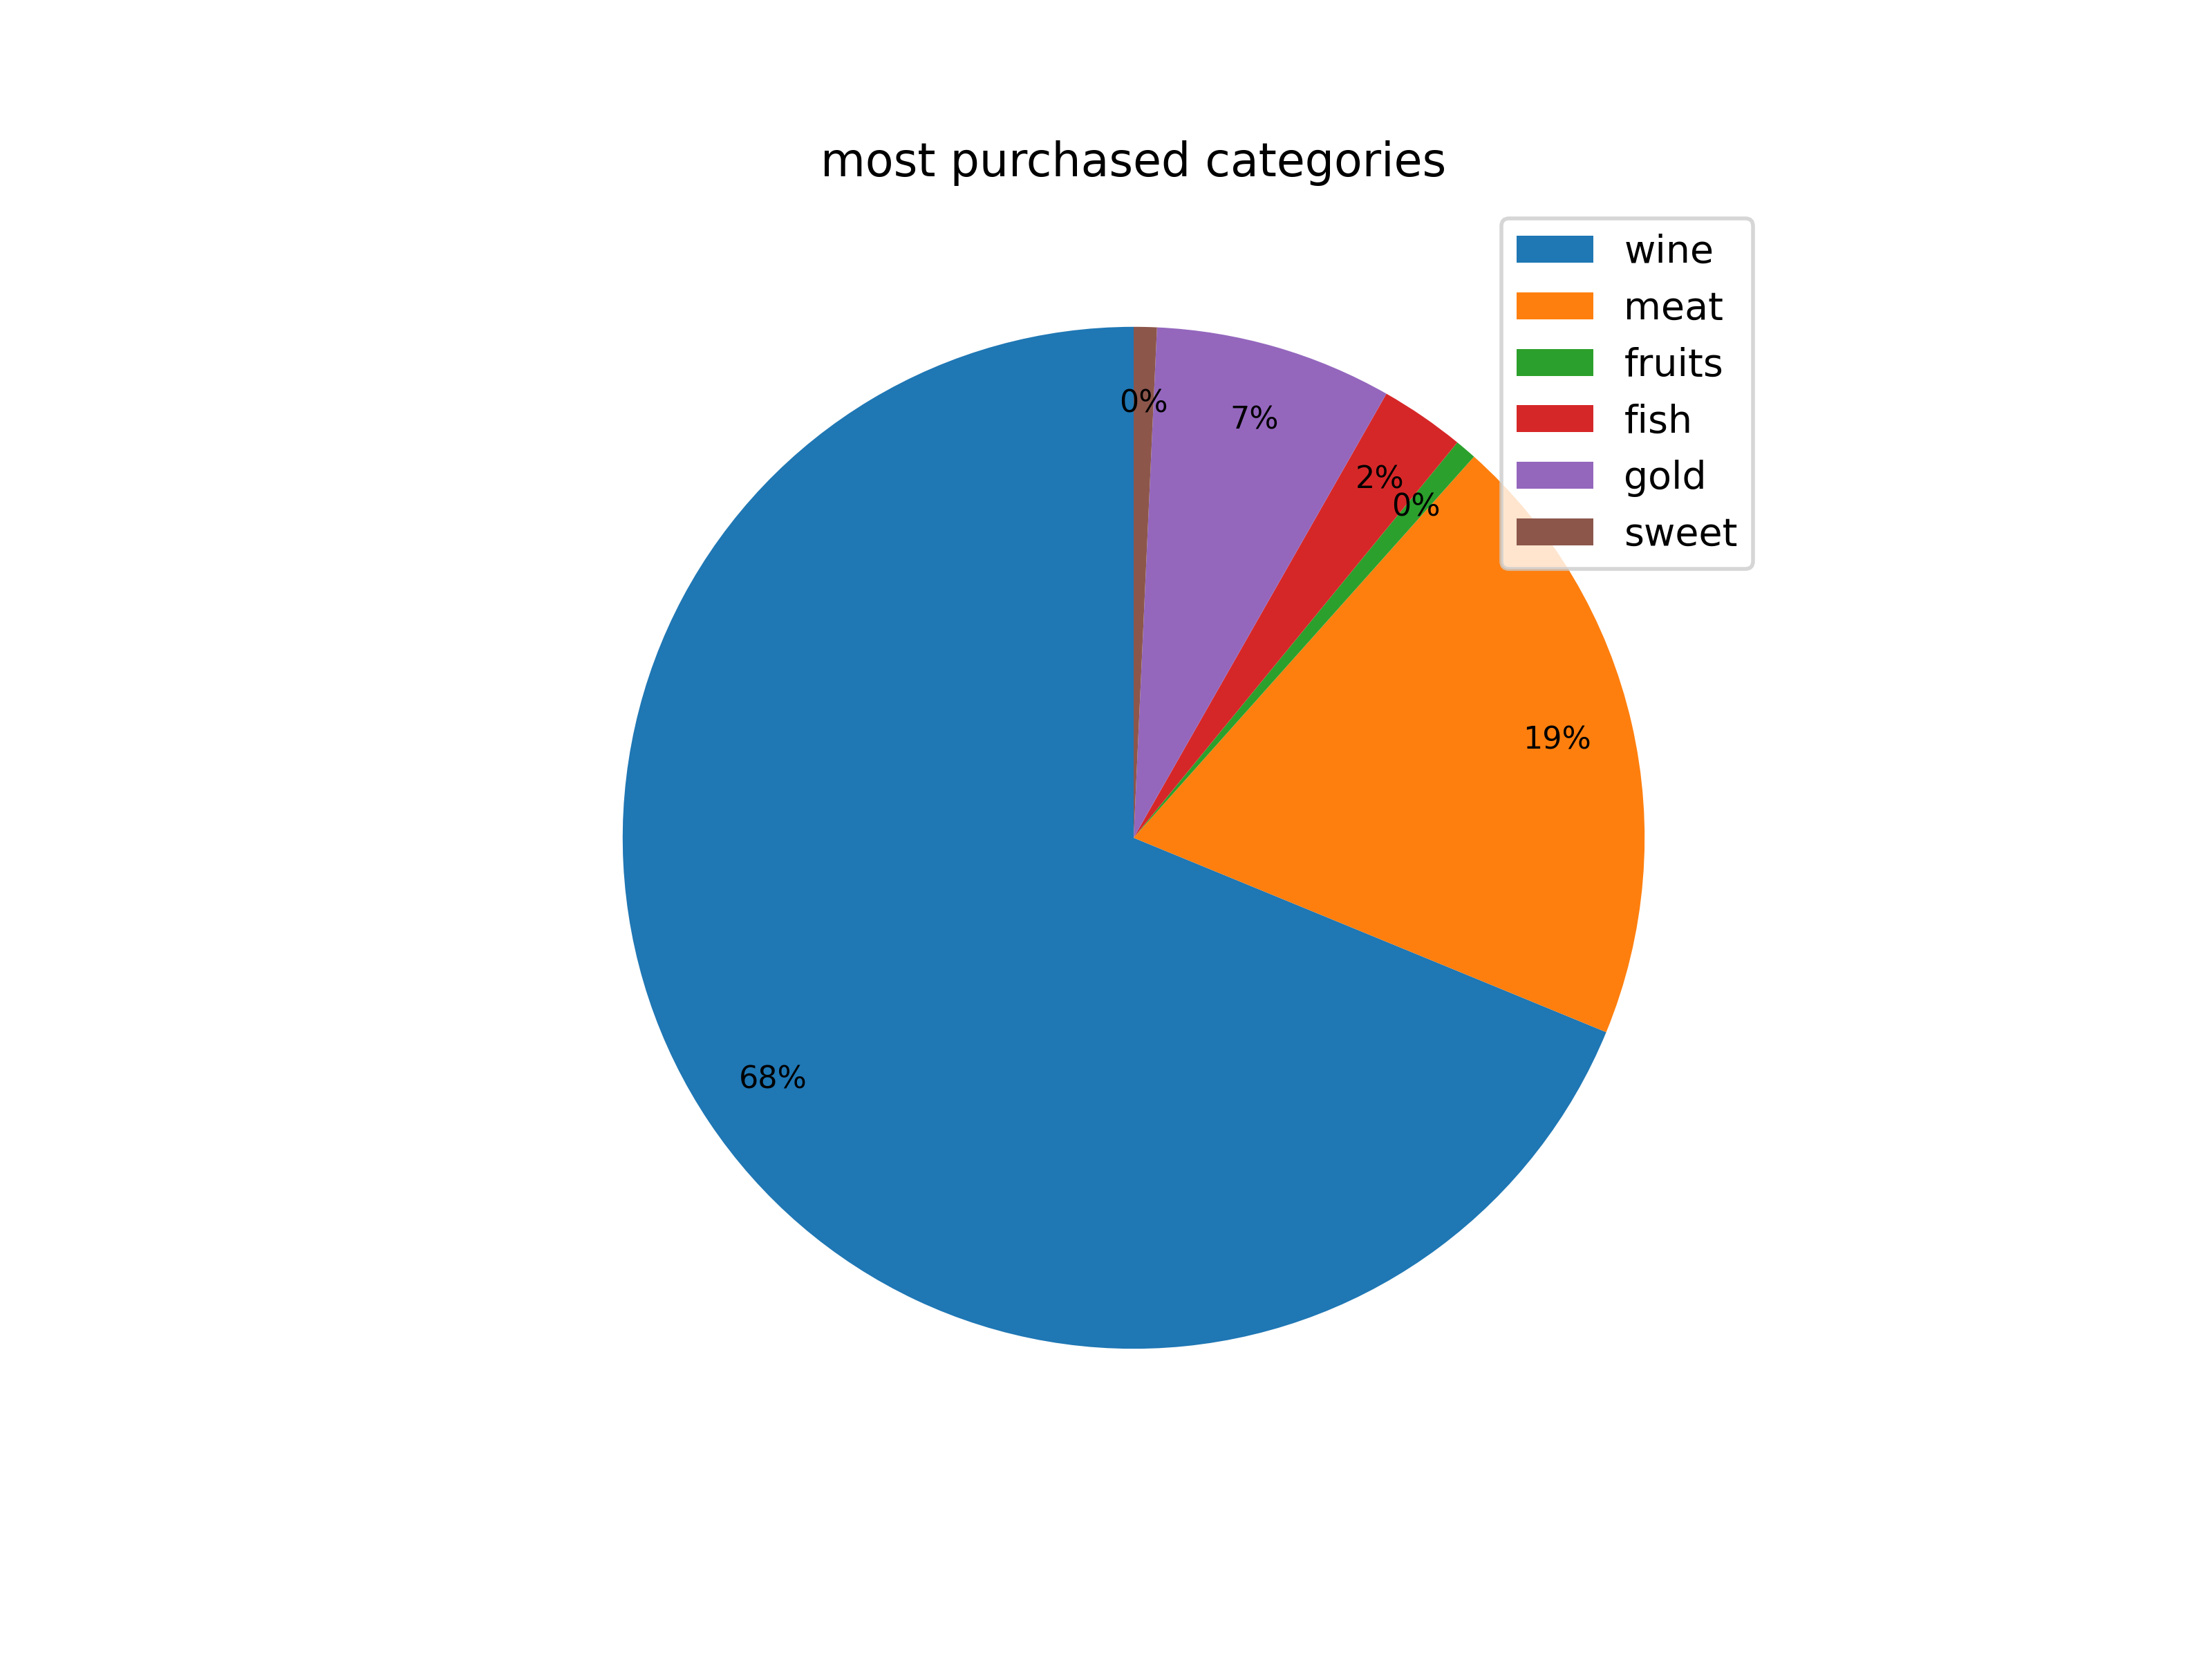 most purchased categories
wine
meat
fruits
fish
gold
sweet
0%
7%
2%
0%
19%
68%